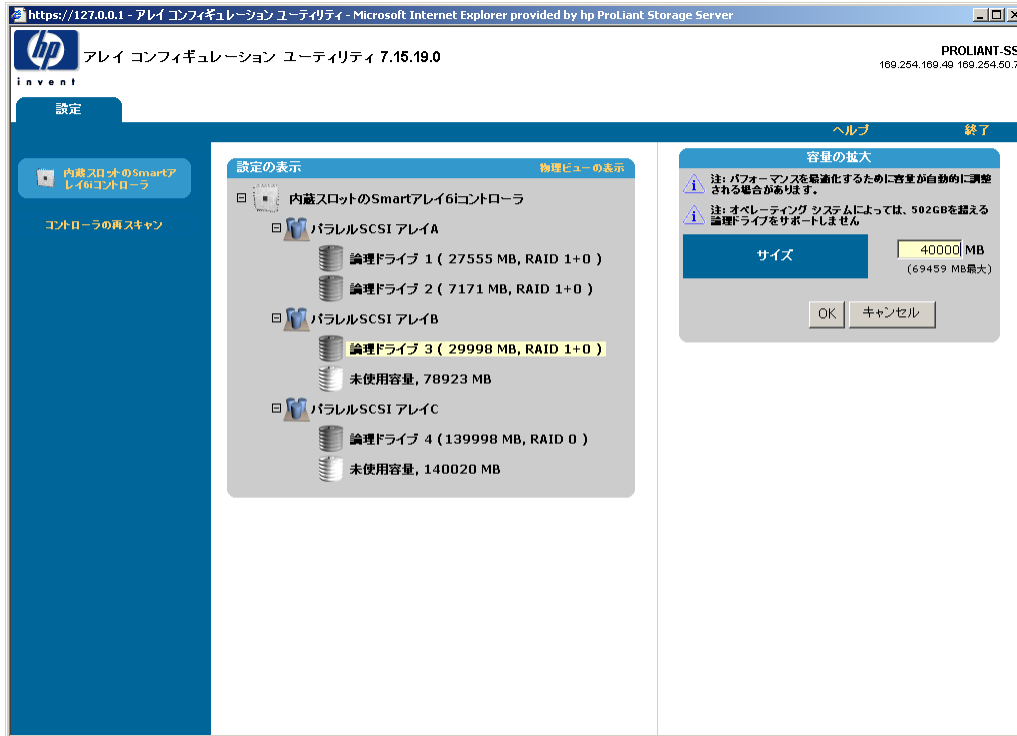 https://127.0.0.1 - アレイ コンフィギュレーション ユーティリティ - Microsoft Internet Explorer provided by hp ProLiant Storage Server
hp
invent
アレイ コンフィギュレーション ユーティリティ 7.15.19.0
PROLIANT-SS
169.254.169.49 169.254.50.7
設定
ヘルプ
終了
内蔵スロットのSmartア
レイ6iコントローラ
コントローラの再スキャン
設定の表示
物理ビューの表示
内蔵スロットのSmartアレイ6iコントローラ
パラレルSCSI アレイA
論理ドライブ 1 ( 27555 MB, RAID 1+0 )
論理ドライブ 2 ( 7171 MB, RAID 1+0 )
パラレルSCSI アレイB
論理ドライブ 3 ( 29998 MB, RAID 1+0 )
未使用容量, 78923 MB
パラレルSCSI アレイC
論理ドライブ 4 (139998 MB, RAID 0 )
未使用容量, 140020 MB
容量の拡大
注: パフォーマンスを最適化するために容量が自動的に調整
される場合があります。
注: オペレーティング システムによっては、502GBを超える
論理ドライブをサポートしません
サイズ
40000 MB
(69459 MB最大)
OK
キャンセル